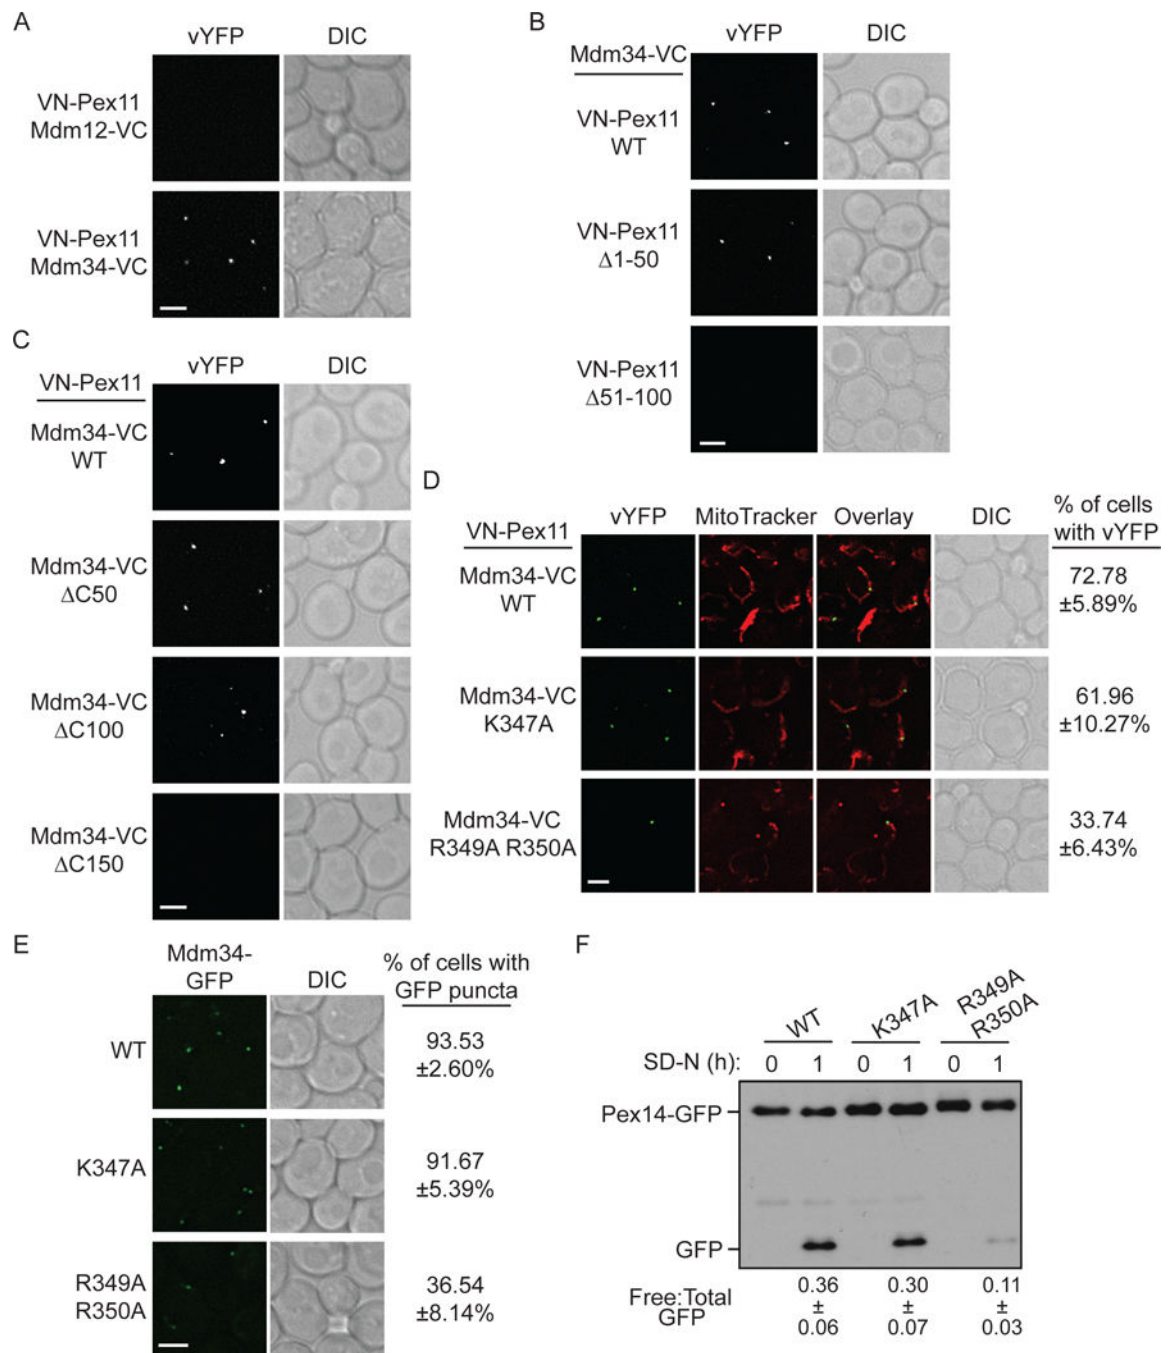 A
vYFP DIC
VN-Pex11
Mdm12-VC
VN-Pex11
Mdm34-VC
B
vYFP DIC
Mdm34-VC
VN-Pex11
WT
VN-Pex11
Δ1-50
VN-Pex11
Δ51-100
C
vYFP DIC
VN-Pex11
Mdm34-VC
WT
Mdm34-VC
ΔC50
Mdm34-VC
ΔC100
Mdm34-VC
ΔC150
D
VN-Pex11 vYFP MitoTracker Overlay DIC
% of cells
with vYFP
Mdm34-VC
WT
72.78
±5.89%
Mdm34-VC
K347A
61.96
±10.27%
Mdm34-VC
R349A R350A
33.74
±6.43%
E
Mdm34-
GFP
DIC
% of cells with
GFP puncta
WT
93.53
±2.60%
K347A
91.67
±5.39%
R349A
R350A
36.54
±8.14%
F
WT K347A R349A
R350A
SD-N (h): 0 1 0 1 0 1
Pex14-GFP
GFP
Free:Total
GFP
0.36 0.30 0.11
± ± ±
0.06 0.07 0.03